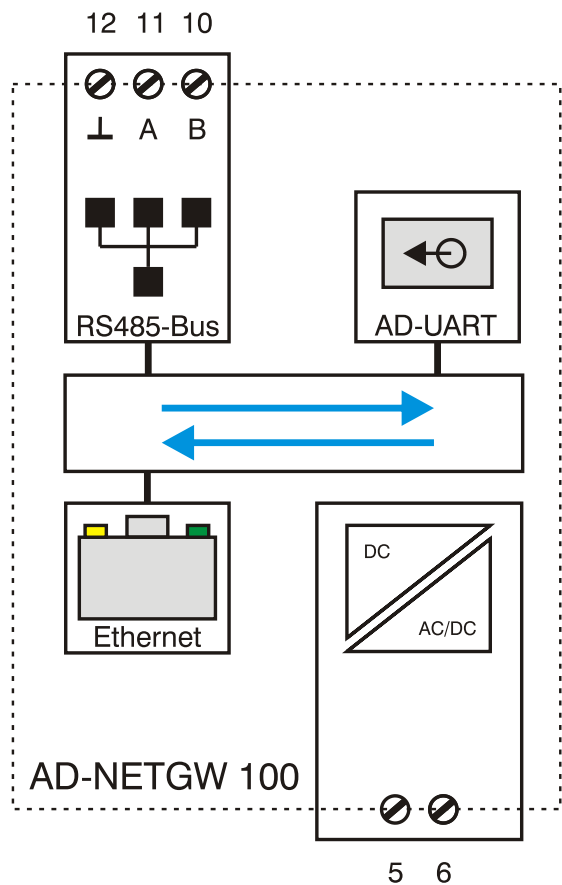 12 11 10
⊥ A B
RS485-Bus
AD-UART
Ethernet
DC
AC/DC
AD-NETGW 100
5 6